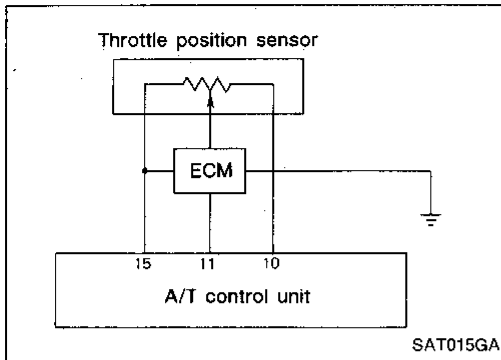 Throttle position sensor
ECM
15 11 10
A/T control unit
SAT015GA